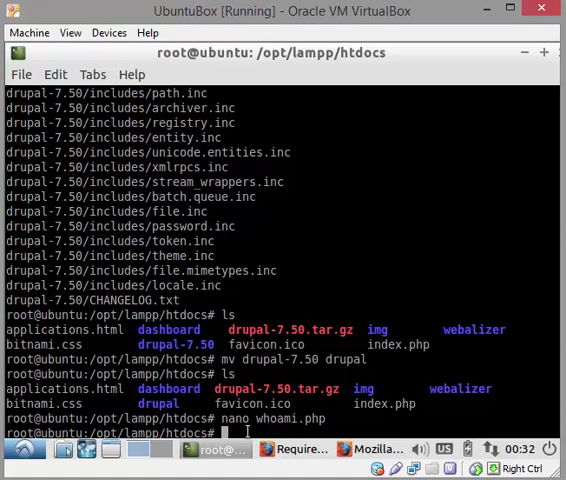 UbuntuBox [Running] - Oracle VM VirtualBox
Machine View Devices Help
root@ubuntu: /opt/lampp/htdocs
File Edit Tabs Help
drupal-7.50/includes/path.inc
drupal-7.50/includes/archiver.inc
drupal-7.50/includes/registry.inc
drupal-7.50/includes/entity.inc
drupal-7.50/includes/unicode.entities.inc
drupal-7.50/includes/xmlrpcs.inc
drupal-7.50/includes/stream_wrappers.inc
drupal-7.50/includes/batch.queue.inc
drupal-7.50/includes/file.inc
drupal-7.50/includes/password.inc
drupal-7.50/includes/token.inc
drupal-7.50/includes/theme.inc
drupal-7.50/includes/file.mimetypes.inc
drupal-7.50/includes/locale.inc
drupal-7.50/CHANGELOG.txt
root@ubuntu:/opt/lampp/htdocs# ls
applications.html dashboard drupal-7.50.tar.gz img webalizer
bitnami.css drupal-7.50 favicon.ico index.php
root@ubuntu:/opt/lampp/htdocs# mv drupal-7.50 drupal
root@ubuntu:/opt/lampp/htdocs# ls
applications.html dashboard drupal-7.50.tar.gz img webalizer
bitnami.css drupal favicon.ico index.php
root@ubuntu:/opt/lampp/htdocs# nano whoami.php
root@ubuntu:/opt/lampp/htdocs#
root@... Require... Mozilla... US 00:32
Right Ctrl